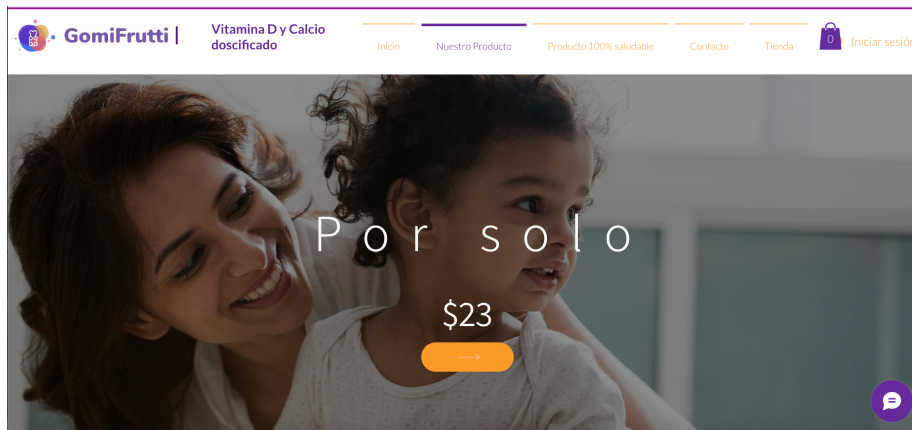 GomiFrutti |
Vitamina D y Calcio
doscificado
Inicio
Nuestro Producto
Producto 100% saludable
Contacto
Tienda
0
Iniciar sesión
Por solo
$23